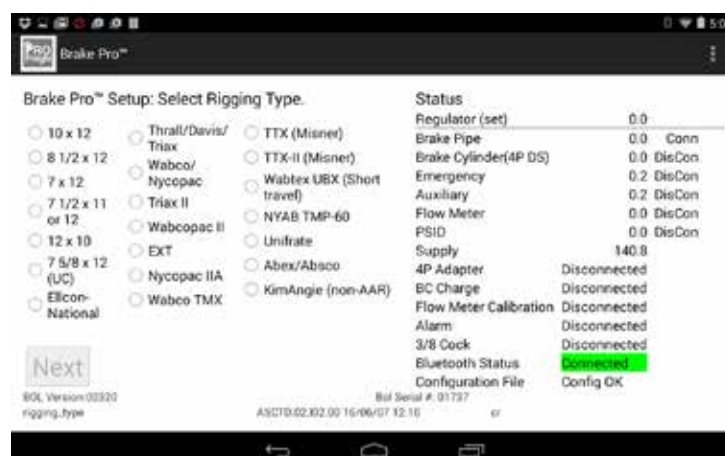 5:0
PRO
Brake Pro™
Brake Pro™ Setup: Select Rigging Type.
10 x 12
8 1/2 x 12
7 x 12
7 1/2 x 11
or 12
12 x 10
7 5/8 x 12
(UC)
Ellcon-
National
Thrall/Davis/
Triax
Wabco/
Nycopac
Triax II
Wabcopac II
EXT
Nycopac IIA
Wabco TMX
TTX (Misner)
TTX-II (Misner)
Wabtex UBX (Short
travel)
NYAB TMP-60
Unifrate
Abex/Absco
KimAngie (non-AAR)
Next
Status
Regulator (set) 0.0
Brake Pipe 0.0 Conn
Brake Cylinder(4P DS) 0.0 DisCon
Emergency 0.2 DisCon
Auxiliary 0.2 DisCon
Flow Meter 0.0 DisCon
PSID 0.0 DisCon
Supply 140.8
4P Adapter Disconnected
BC Charge Disconnected
Flow Meter Calibration Disconnected
Alarm Disconnected
3/8 Cock Disconnected
Bluetooth Status Connected
Configuration File Config OK
BOL Version:00320
Bol Serial #: 01737
rigging_type
cr